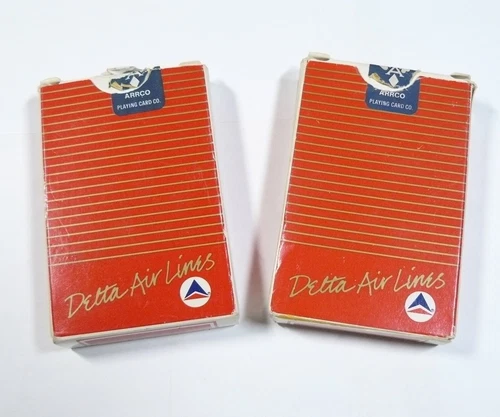 ARRCO
PLAYING CARD CO.
Delta Air Lines
ARRCO
PLAYING CARD CO.
Delta Air Lines